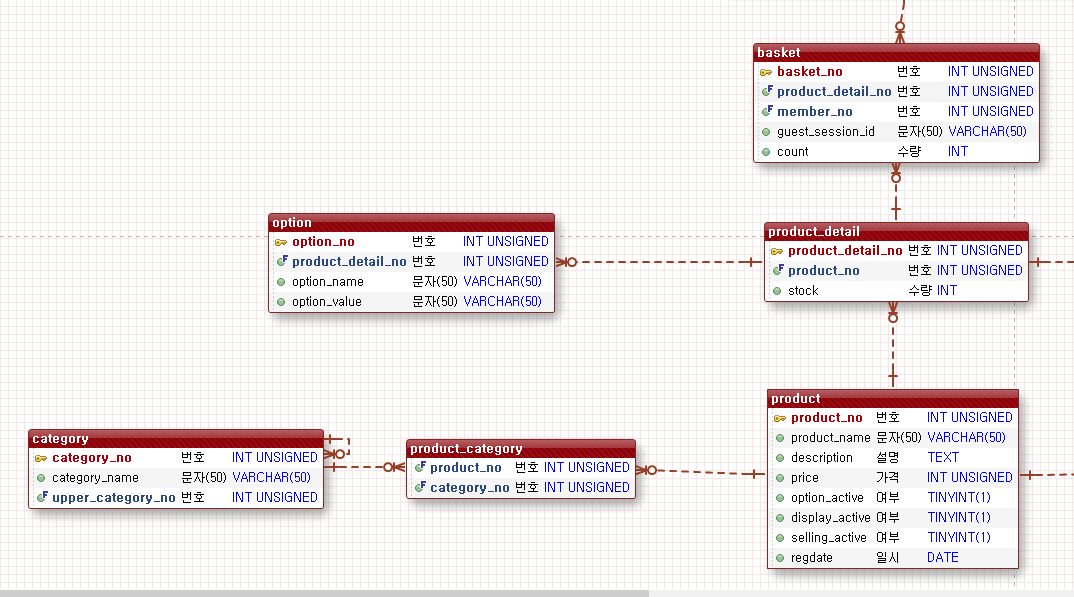 basket
basket_no 번호 INT UNSIGNED
product_detail_no 번호 INT UNSIGNED
member_no 번호 INT UNSIGNED
guest_session_id 문자(50) VARCHAR(50)
count 수량 INT
option
option_no 번호 INT UNSIGNED
product_detail_no 번호 INT UNSIGNED
option_name 문자(50) VARCHAR(50)
option_value 문자(50) VARCHAR(50)
product_detail
product_detail_no 번호 INT UNSIGNED
product_no 번호 INT UNSIGNED
stock 수량 INT
category
category_no 번호 INT UNSIGNED
category_name 문자(50) VARCHAR(50)
upper_category_no 번호 INT UNSIGNED
product_category
product_no 번호 INT UNSIGNED
category_no 번호 INT UNSIGNED
product
product_no 번호 INT UNSIGNED
product_name 문자(50) VARCHAR(50)
description 설명 TEXT
price 가격 INT UNSIGNED
option_active 여부 TINYINT(1)
display_active 여부 TINYINT(1)
selling_active 여부 TINYINT(1)
regdate 일시 DATE